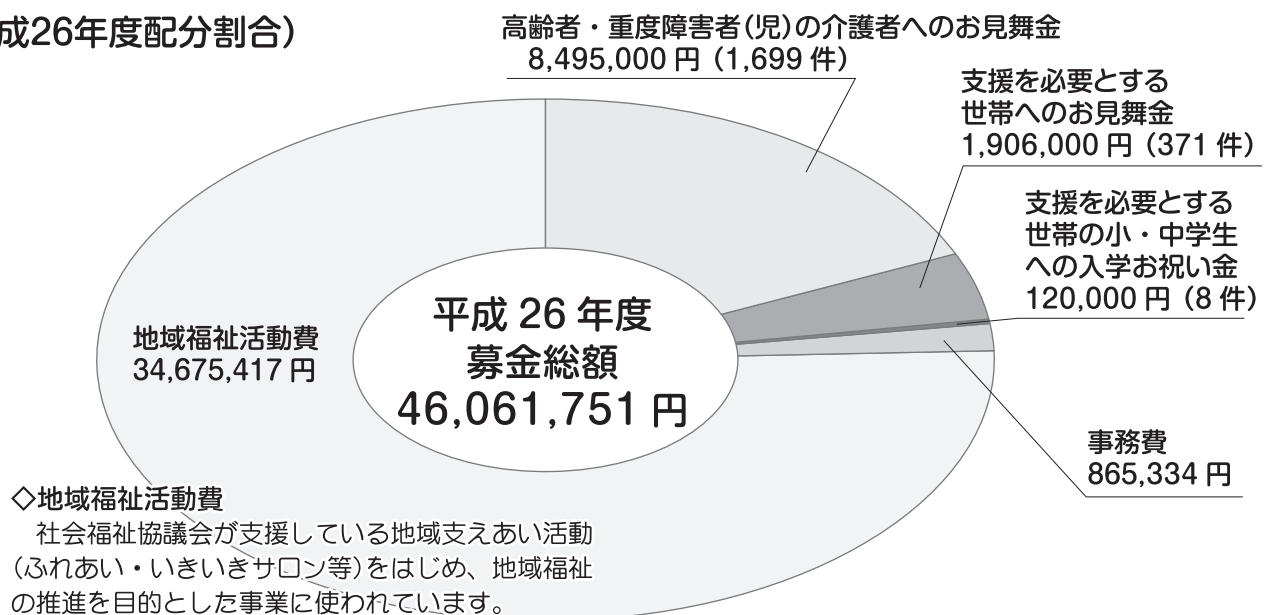 成26年度配分割合）
高齢者・重度障害者（児）の介護者へのお見舞金
8,495,000 円（1,699 件）
支援を必要とする
世帯へのお見舞金
1,906,000 円（371 件）
支援を必要とする
世帯の小・中学生
への入学お祝い金
120,000 円（8 件）
平成 26 年度
募金総額
46,061,751 円
地域福祉活動費
34,675,417 円
事務費
865,334 円
◇地域福祉活動費
　社会福祉協議会が支援している地域支えあい活動
（ふれあい・いきいきサロン等）をはじめ、地域福祉
の推進を目的とした事業に使われています。